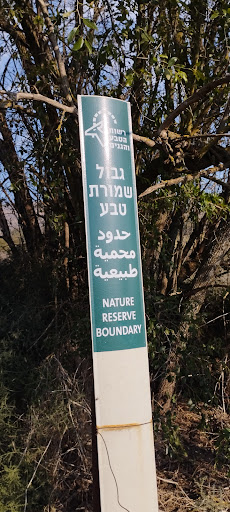 רשות
הטבע
והגנים
גבול
שמורת
טבע
حدود
محمية
طبيعية
NATURE
RESERVE
BOUNDARY